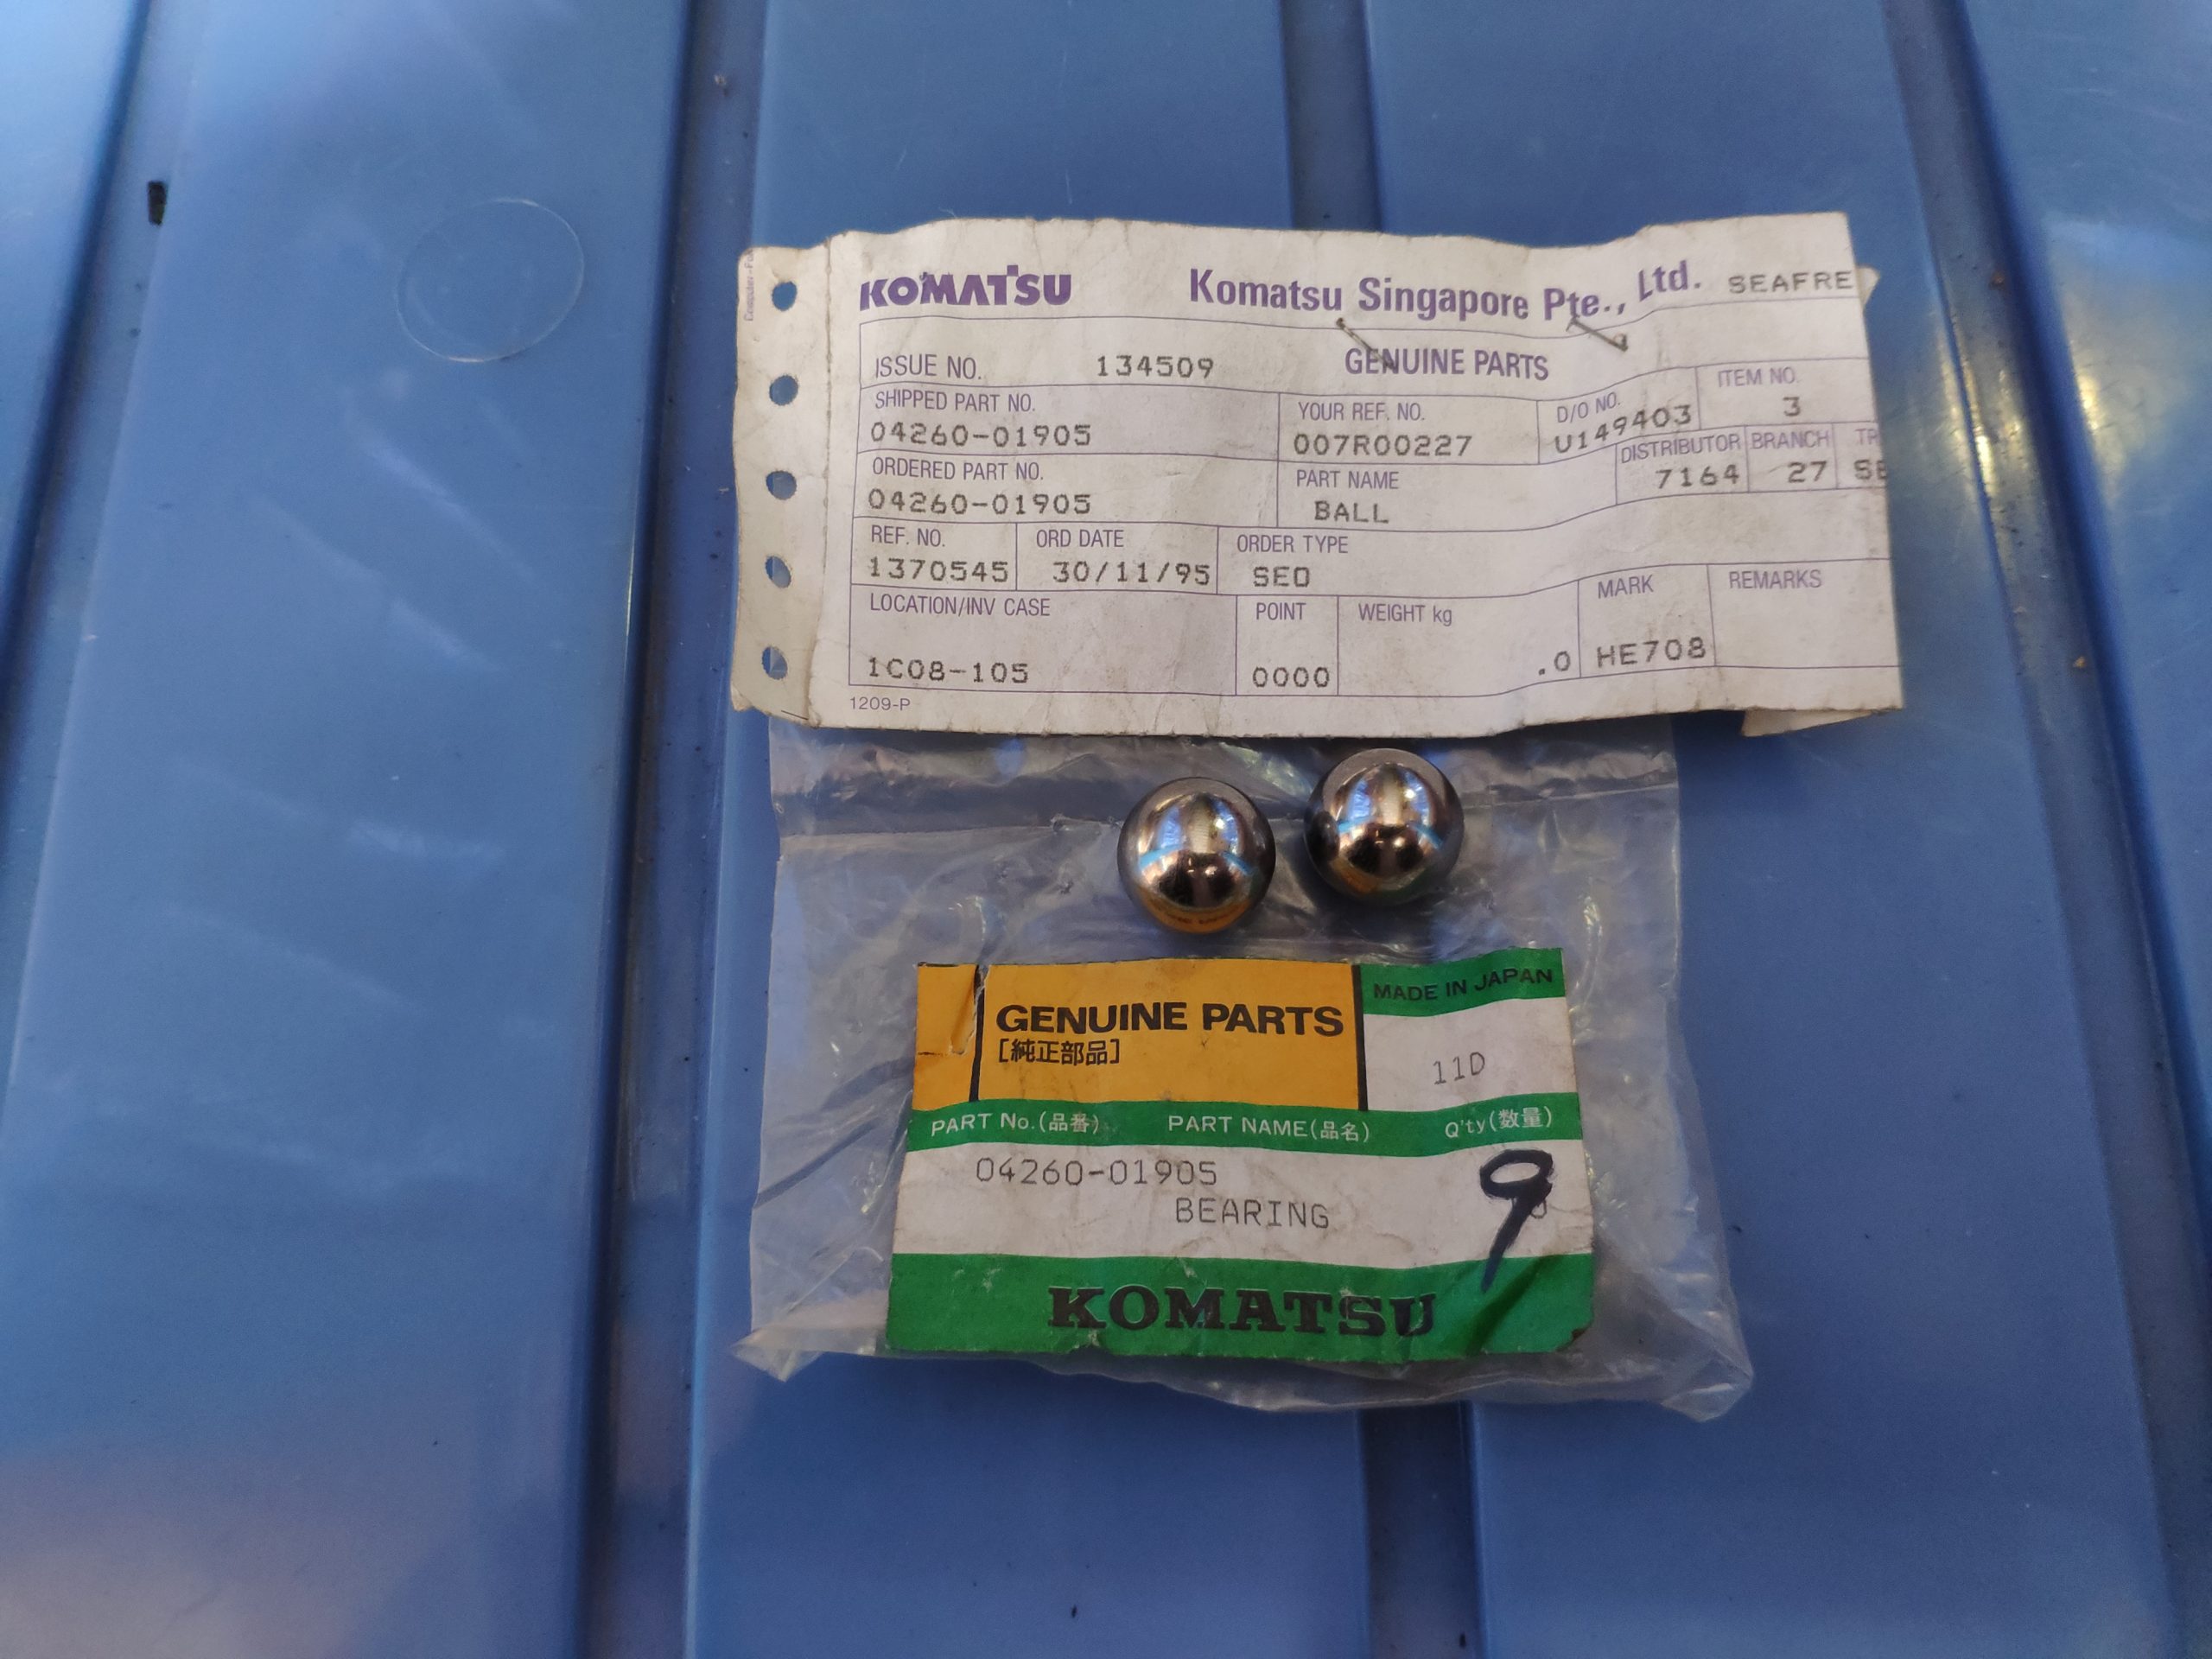 KOMATSU Komatsu Singapore Pte., Ltd. SEAFRE
ISSUE NO. 134509 GENUINE PARTS
SHIPPED PART NO. YOUR REF. NO. D/O NO. ITEM NO.
04260-01905 007R00227 U149403 3
ORDERED PART NO. PART NAME DISTRIBUTOR BRANCH TR
04260-01905 BALL 7164 27 SE
REF. NO. ORD DATE ORDER TYPE
1370545 30/11/95 SEO
LOCATION/INV CASE POINT WEIGHT kg MARK REMARKS
1C08-105 0000 .0 HE708
1209-P
GENUINE PARTS MADE IN JAPAN
[純正部品]
11D
PART No.(品番) PART NAME(品名) Q'ty(数量)
04260-01905 9
BEARING
KOMATSU